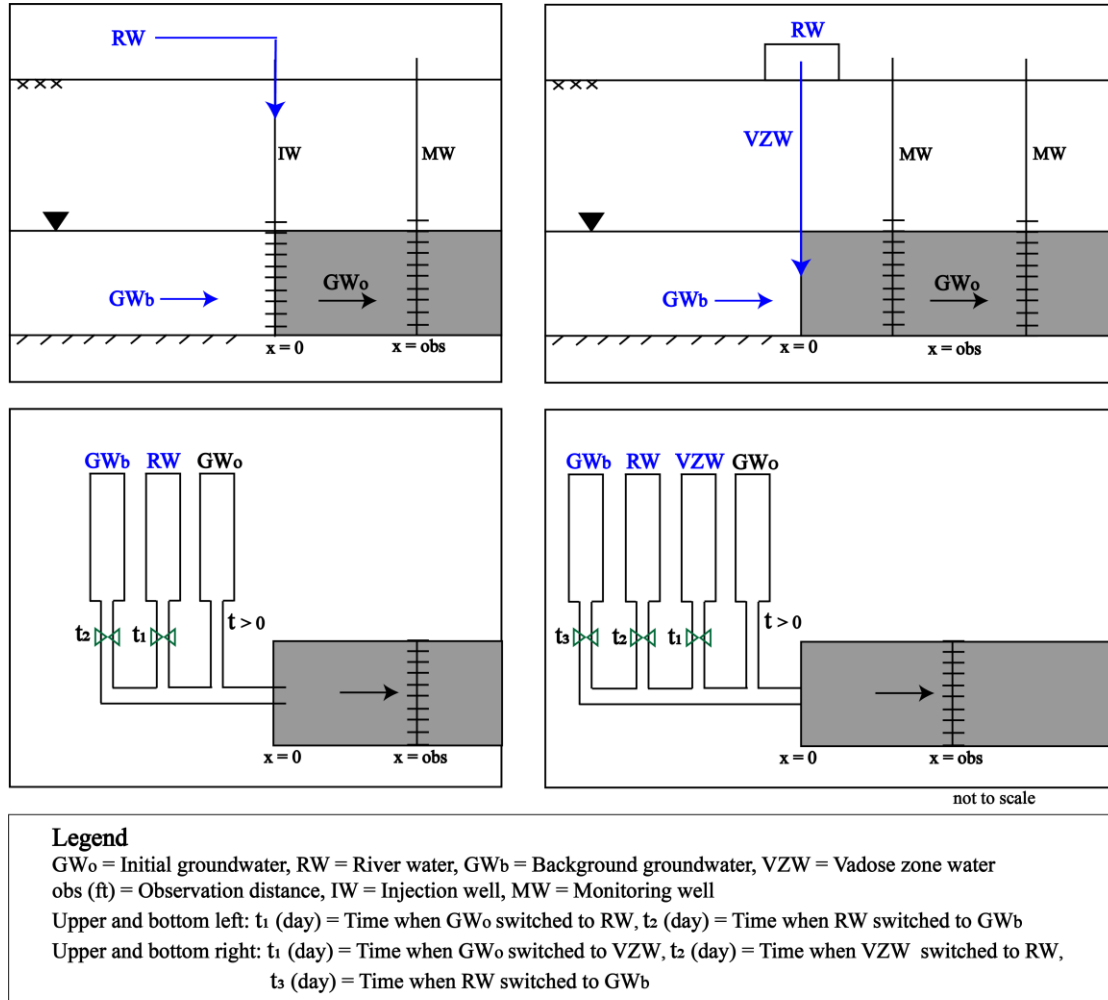 RW
××× 
IW
MW
GWb
GWo
x = 0
x = obs
RW
×××
VZW
MW
MW
GWb
GWo
x = 0
x = obs
GWb RW GWo
t₂ t₁ t > 0
x = 0
x = obs
GWb RW VZW GWo
t₃ t₂ t₁ t > 0
x = 0
x = obs
not to scale
Legend
GWo = Initial groundwater, RW = River water, GWb = Background groundwater, VZW = Vadose zone water
obs (ft) = Observation distance, IW = Injection well, MW = Monitoring well
Upper and bottom left: t₁ (day) = Time when GWo switched to RW, t₂ (day) = Time when RW switched to GWb
Upper and bottom right: t₁ (day) = Time when GWo switched to VZW, t₂ (day) = Time when VZW switched to RW,
t₃ (day) = Time when RW switched to GWb